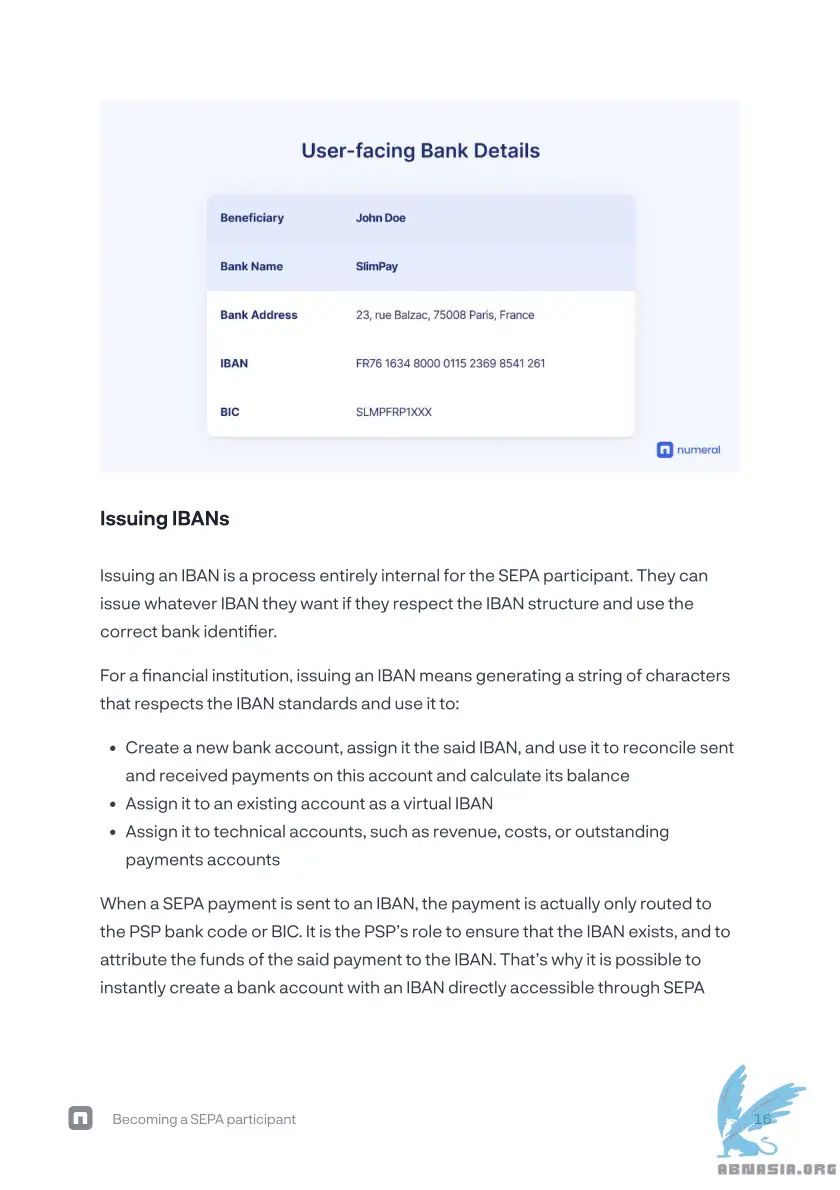 User-facing Bank Details
Beneficiary John Doe
Bank Name SlimPay
Bank Address 23, rue Balzac, 75008 Paris, France
IBAN FR76 1634 8000 0115 2369 8541 261
BIC SLMPFRP1XXX
numeral
Issuing IBANs
Issuing an IBAN is a process entirely internal for the SEPA participant. They can
issue whatever IBAN they want if they respect the IBAN structure and use the
correct bank identifier.
For a financial institution, issuing an IBAN means generating a string of characters
that respects the IBAN standards and use it to:
• Create a new bank account, assign it the said IBAN, and use it to reconcile sent
and received payments on this account and calculate its balance
• Assign it to an existing account as a virtual IBAN
• Assign it to technical accounts, such as revenue, costs, or outstanding
payments accounts
When a SEPA payment is sent to an IBAN, the payment is actually only routed to
the PSP bank code or BIC. It is the PSP’s role to ensure that the IBAN exists, and to
attribute the funds of the said payment to the IBAN. That’s why it is possible to
instantly create a bank account with an IBAN directly accessible through SEPA
Becoming a SEPA participant
16
ABNASIA.ORG